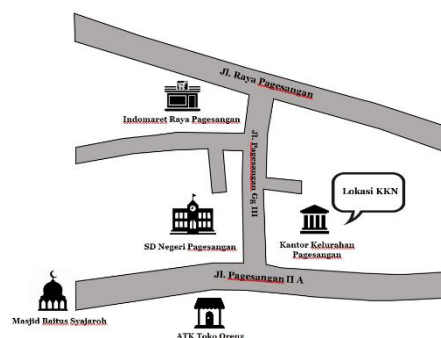 Jl. Raya Pagesangan
Indomaret Raya Pagesangan
Jl. Pagesangan Gg III
Lokasi KKN
SD Negeri Pagesangan
Kantor Kelurahan
Pagesangan
Jl. Pagesangan II A
Masjid Baitus Syajaroh
ATK Toko Orenz